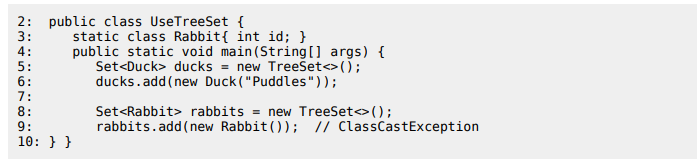 2: public class UseTreeSet {
3:    static class Rabbit{ int id; }
4:    public static void main(String[] args) {
5:       Set<Duck> ducks = new TreeSet<>();
6:       ducks.add(new Duck("Puddles"));
7:
8:       Set<Rabbit> rabbits = new TreeSet<>();
9:       rabbits.add(new Rabbit());  // ClassCastException
10: } }